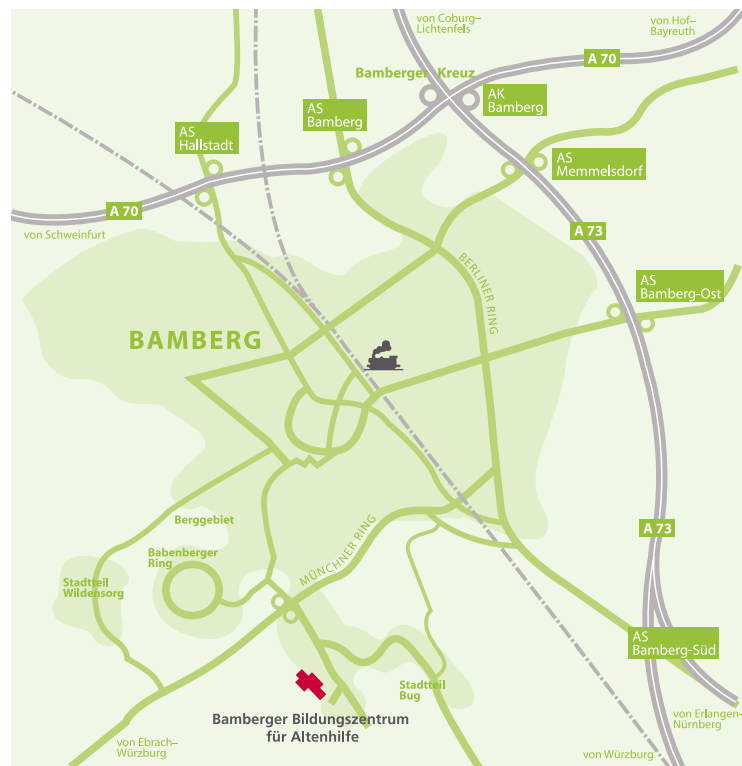 von Coburg–
Lichtenfels
von Hof–
Bayreuth
A 70
Bamberger Kreuz
AK
Bamberg
AS
Bamberg
AS
Hallstadt
AS
Memmelsdorf
A 70
von Schweinfurt
A 73
BERLINER RING
AS
Bamberg-Ost
BAMBERG
Berggebiet
MÜNCHNER RING
A 73
Babenberger
Ring
Stadtteil
Wildensorg
AS
Bamberg-Süd
Stadtteil
Bug
Bamberger Bildungszentrum
für Altenhilfe
von Erlangen-
Nürnberg
von Ebrach–
Würzburg
von Würzburg